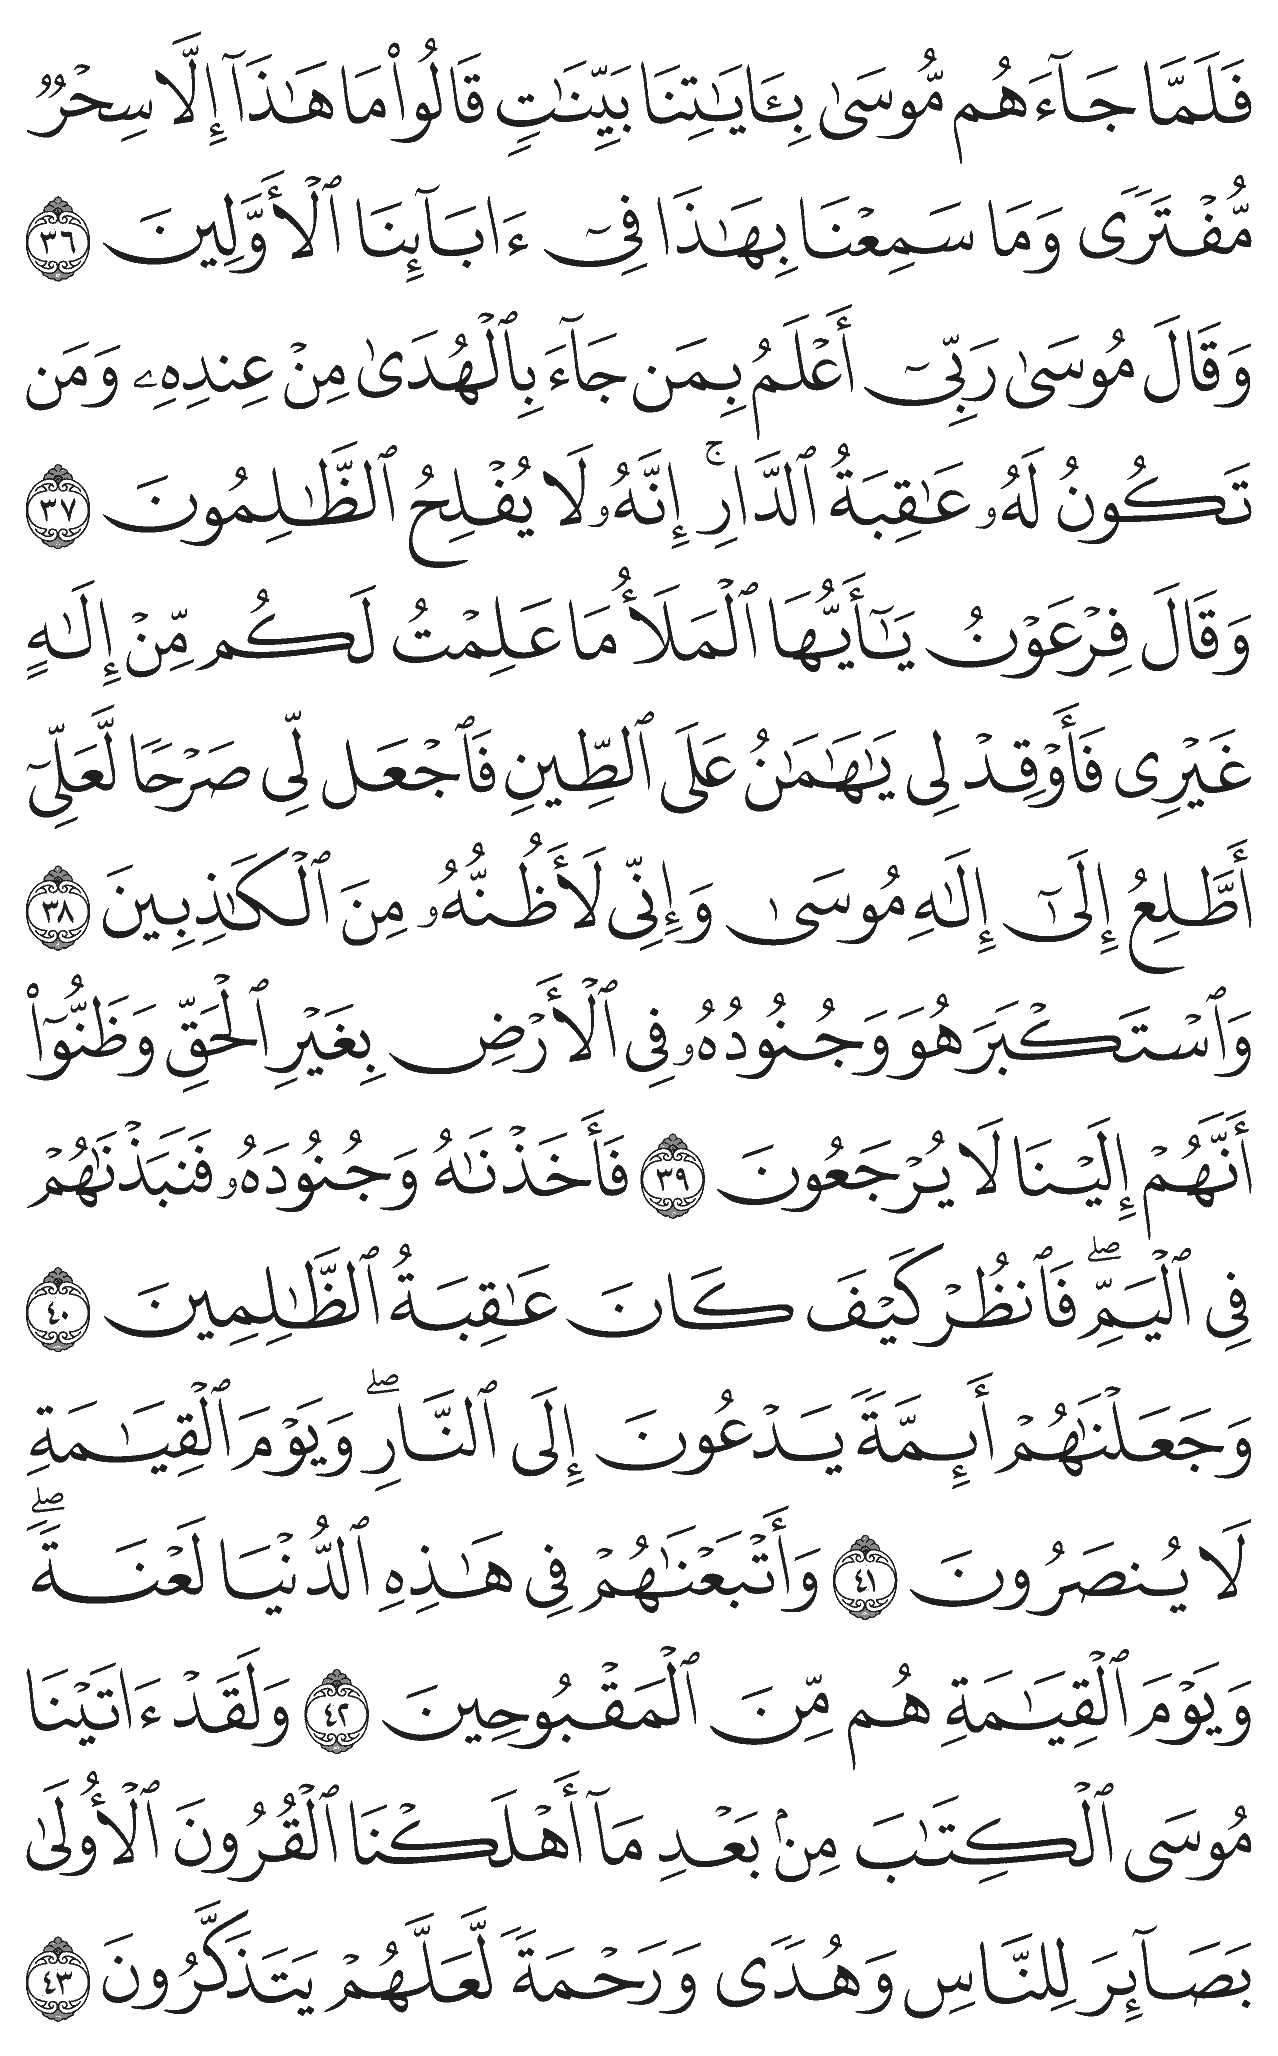 فَلَمَّا جَآءَهُم مُّوسَىٰ بِـَٔايَـٰتِنَا بَيِّنَـٰتٍ قَالُوا۟ مَا هَـٰذَآ إِلَّا سِحْرٌ
مُّفْتَرًى وَمَا سَمِعْنَا بِهَـٰذَا فِىٓ ءَابَآئِنَا ٱلْأَوَّلِينَ ٣٦
وَقَالَ مُوسَىٰ رَبِّىٓ أَعْلَمُ بِمَن جَآءَ بِٱلْهُدَىٰ مِنْ عِندِهِۦ وَمَن
تَكُونُ لَهُۥ عَـٰقِبَةُ ٱلدَّارِ ۚ إِنَّهُۥ لَا يُفْلِحُ ٱلظَّـٰلِمُونَ ٣٧
وَقَالَ فِرْعَوْنُ يَـٰٓأَيُّهَا ٱلْمَلَأُ مَا عَلِمْتُ لَكُم مِّنْ إِلَـٰهٍ
غَيْرِى فَأَوْقِدْ لِى يَـٰهَـٰمَـٰنُ عَلَى ٱلطِّينِ فَٱجْعَل لِّى صَرْحًا لَّعَلِّىٓ
أَطَّلِعُ إِلَىٰٓ إِلَـٰهِ مُوسَىٰ وَإِنِّى لَأَظُنُّهُۥ مِنَ ٱلْكَـٰذِبِينَ ٣٨
وَٱسْتَكْبَرَ هُوَ وَجُنُودُهُۥ فِى ٱلْأَرْضِ بِغَيْرِ ٱلْحَقِّ وَظَنُّوٓا۟
أَنَّهُمْ إِلَيْنَا لَا يُرْجَعُونَ ٣٩ فَأَخَذْنَـٰهُ وَجُنُودَهُۥ فَنَبَذْنَـٰهُمْ
فِى ٱلْيَمِّ ۖ فَٱنظُرْ كَيْفَ كَانَ عَـٰقِبَةُ ٱلظَّـٰلِمِينَ ٤٠
وَجَعَلْنَـٰهُمْ أَئِمَّةً يَدْعُونَ إِلَى ٱلنَّارِ ۖ وَيَوْمَ ٱلْقِيَـٰمَةِ
لَا يُنصَرُونَ ٤١ وَأَتْبَعْنَـٰهُمْ فِى هَـٰذِهِ ٱلدُّنْيَا لَعْنَةً ۖ
وَيَوْمَ ٱلْقِيَـٰمَةِ هُم مِّنَ ٱلْمَقْبُوحِينَ ٤٢ وَلَقَدْ ءَاتَيْنَا
مُوسَى ٱلْكِتَـٰبَ مِنۢ بَعْدِ مَآ أَهْلَكْنَا ٱلْقُرُونَ ٱلْأُولَىٰ
بَصَآئِرَ لِلنَّاسِ وَهُدًى وَرَحْمَةً لَّعَلَّهُمْ يَتَذَكَّرُونَ ٤٣